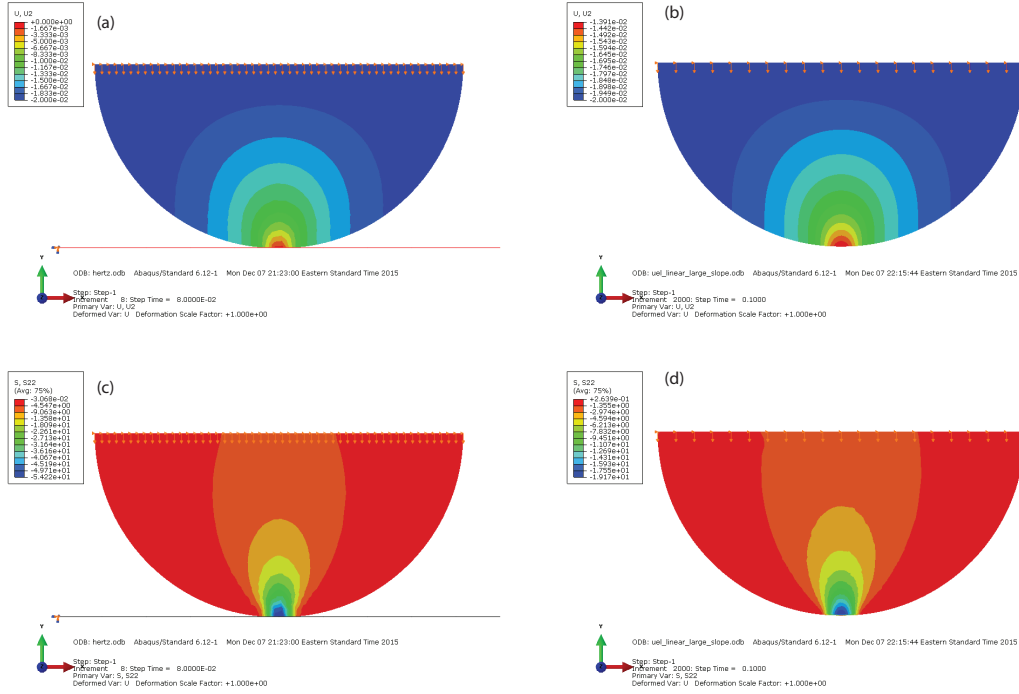 U, U2
+0.000e+00
-1.667e-03
-3.333e-03
-5.000e-03
-6.667e-03
-8.333e-03
-1.000e-02
-1.167e-02
-1.333e-02
-1.500e-02
-1.667e-02
-1.833e-02
-2.000e-02
(a)
Y
Z
ODB: hertz.odb Abaqus/Standard 6.12-1 Mon Dec 07 21:23:00 Eastern Standard Time 2015
Step: Step-1
Increment 8: Step Time = 8.0000E-02
Primary Var: U, U2
Deformed Var: U Deformation Scale Factor: +1.000e+00
U, U2
-1.391e-02
-1.442e-02
-1.492e-02
-1.543e-02
-1.594e-02
-1.645e-02
-1.695e-02
-1.746e-02
-1.797e-02
-1.848e-02
-1.898e-02
-1.949e-02
-2.000e-02
(b)
Y
Z
ODB: uel_linear_large_slope.odb Abaqus/Standard 6.12-1 Mon Dec 07 22:15:44 Eastern Standard Time 2015
Step: Step-1
Increment 2000: Step Time = 0.1000
Primary Var: U, U2
Deformed Var: U Deformation Scale Factor: +1.000e+00
S, S22
(Avg: 75%)
-3.068e-02
-4.547e+00
-9.063e+00
-1.358e+01
-1.809e+01
-2.261e+01
-2.713e+01
-3.164e+01
-3.616e+01
-4.067e+01
-4.519e+01
-4.971e+01
-5.422e+01
(c)
Y
Z
ODB: hertz.odb Abaqus/Standard 6.12-1 Mon Dec 07 21:23:00 Eastern Standard Time 2015
Step: Step-1
Increment 8: Step Time = 8.0000E-02
Primary Var: S, S22
Deformed Var: U Deformation Scale Factor: +1.000e+00
S, S22
(Avg: 75%)
+2.639e-01
-1.355e+00
-2.974e+00
-4.594e+00
-6.213e+00
-7.832e+00
-9.451e+00
-1.107e+01
-1.269e+01
-1.431e+01
-1.593e+01
-1.755e+01
-1.917e+01
(d)
Y
Z
ODB: uel_linear_large_slope.odb Abaqus/Standard 6.12-1 Mon Dec 07 22:15:44 Eastern Standard Time 2015
Step: Step-1
Increment 2000: Step Time = 0.1000
Primary Var: S, S22
Deformed Var: U Deformation Scale Factor: +1.000e+00